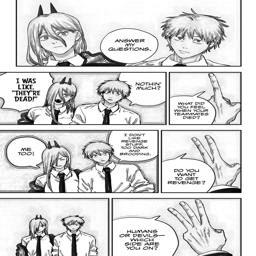 ANSWER
MY
QUESTIONS.
WHAT DID
YOU FEEL
WHEN YOUR
TEAMMATES
DIED?
NOTHIN'
MUCH?
I WAS
LIKE,
"THEY'RE
DEAD!"
DO YOU
WANT TO
GET
REVENGE?
I DON'T
LIKE
REVENGE
STUFF.
TOO DARK
AND
BROODING.
ME
TOO!
HUMANS
OR DEVILS—
WHICH
SIDE ARE
YOU ON?